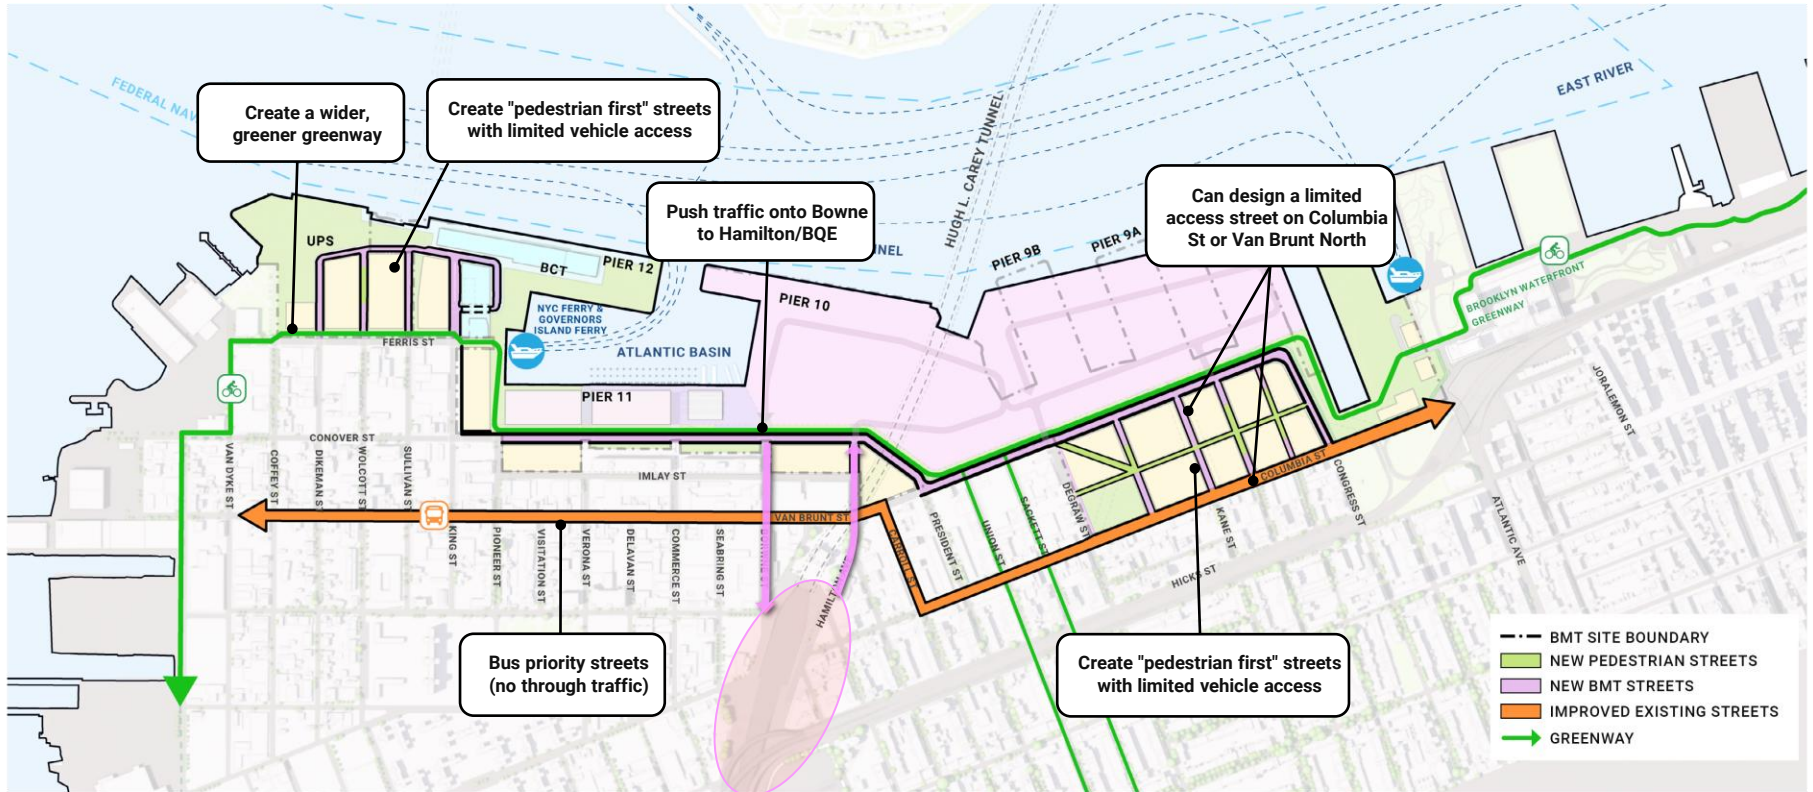 FEDERAL NAV
Create a wider,
greener greenway
Create "pedestrian first" streets
with limited vehicle access
Push traffic onto Bowne
to Hamilton/BQE
Can design a limited
access street on Columbia
St or Van Brunt North
EAST RIVER
HUGH L. CAREY TUNNEL
NNEL
UPS
BCT
PIER 12
PIER 10
PIER 9B
PIER 9A
NYC FERRY &
GOVERNORS
ISLAND FERRY
ATLANTIC BASIN
PIER 11
FERRIS ST
BROOKLYN WATERFRONT
GREENWAY
CONOVER ST
IMLAY ST
VAN BRUNT ST
COLUMBIA ST
HICKS ST
VAN DYKE ST
COFFEY ST
DIKEMAN ST
WOLCOTT ST
SULLIVAN ST
KING ST
PIONEER ST
VISITATION ST
VERONA ST
DELAVAN ST
COMMERCE ST
SEABRING ST
CARROLL ST
PRESIDENT ST
UNION ST
SACKETT ST
DEGRAW ST
KANE ST
CONGRESS ST
ATLANTIC AVE
JORALEMON ST
Bus priority streets
(no through traffic)
Create "pedestrian first" streets
with limited vehicle access
BMT SITE BOUNDARY
NEW PEDESTRIAN STREETS
NEW BMT STREETS
IMPROVED EXISTING STREETS
GREENWAY